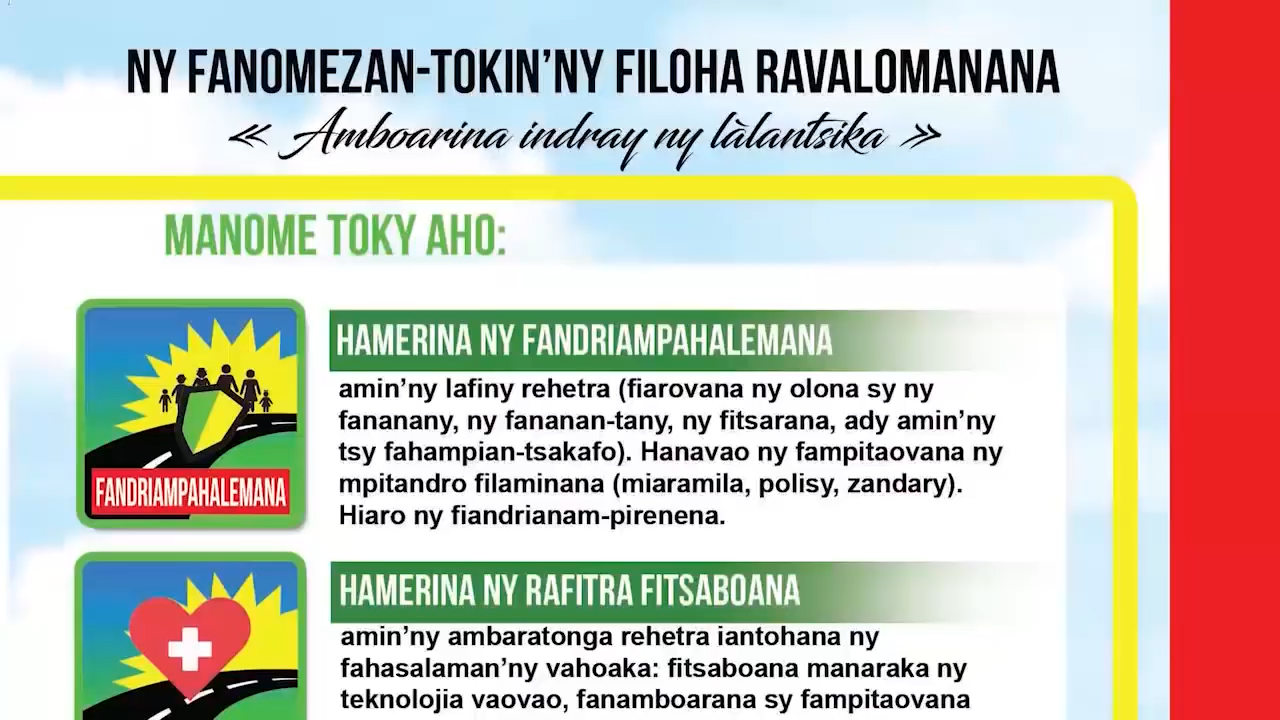 NY FANOMEZAN-TOKIN’NY FILOHA RAVALOMANANA
« Amboarina indray ny làlantsika »
MANOME TOKY AHO:
FANDRIAMPAHALEMANA
HAMERINA NY FANDRIAMPAHALEMANA
amin’ny lafiny rehetra (fiarovana ny olona sy ny
fananany, ny fananan-tany, ny fitsarana, ady amin’ny
tsy fahampian-tsakafo). Hanavao ny fampitaovana ny
mpitandro filaminana (miaramila, polisy, zandary).
Hiaro ny fiandrianam-pirenena.
HAMERINA NY RAFITRA FITSABOANA
amin’ny ambaratonga rehetra iantohana ny
fahasalaman’ny vahoaka: fitsaboana manaraka ny
teknolojia vaovao, fanamboarana sy fampitaovana